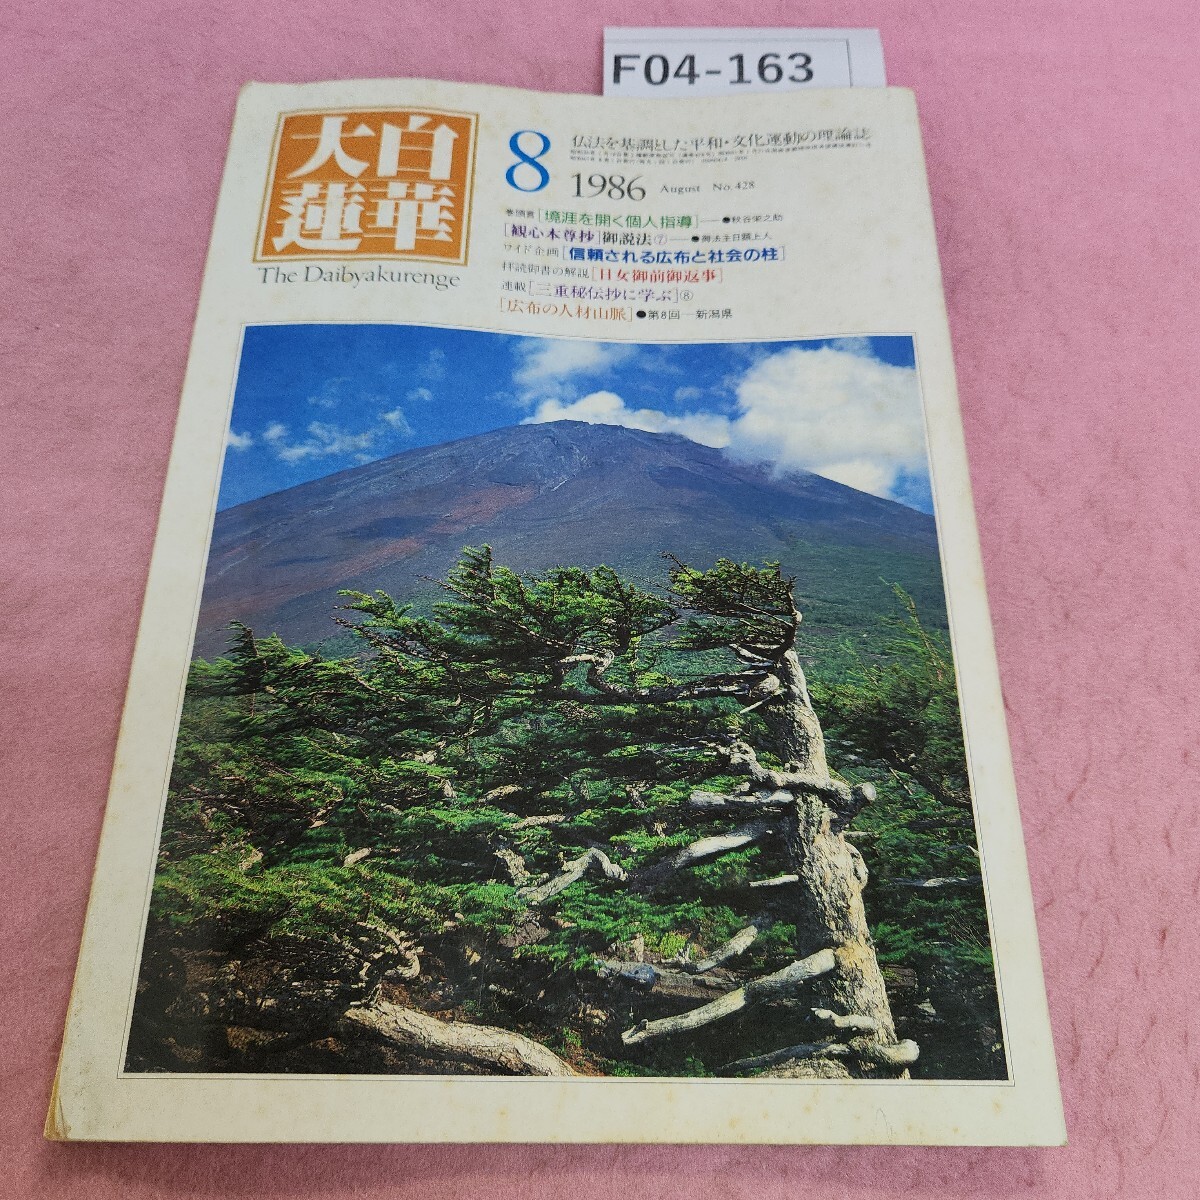 F04-163
大白
蓮華
The Daibyakurenge
8
仏法を基調とした平和・文化運動の理論誌
1986 August No.428
巻頭言［境涯を開く個人指導］―●秋谷栄之助
［観心本尊抄］御説法⑦―●御法主日顕上人
ワイド企画［信頼される広布と社会の柱］
拝読御書の解説［日女御前御返事］
連載［三重秘伝抄に学ぶ］⑧
［広布の人材山脈］●第8回―新潟県